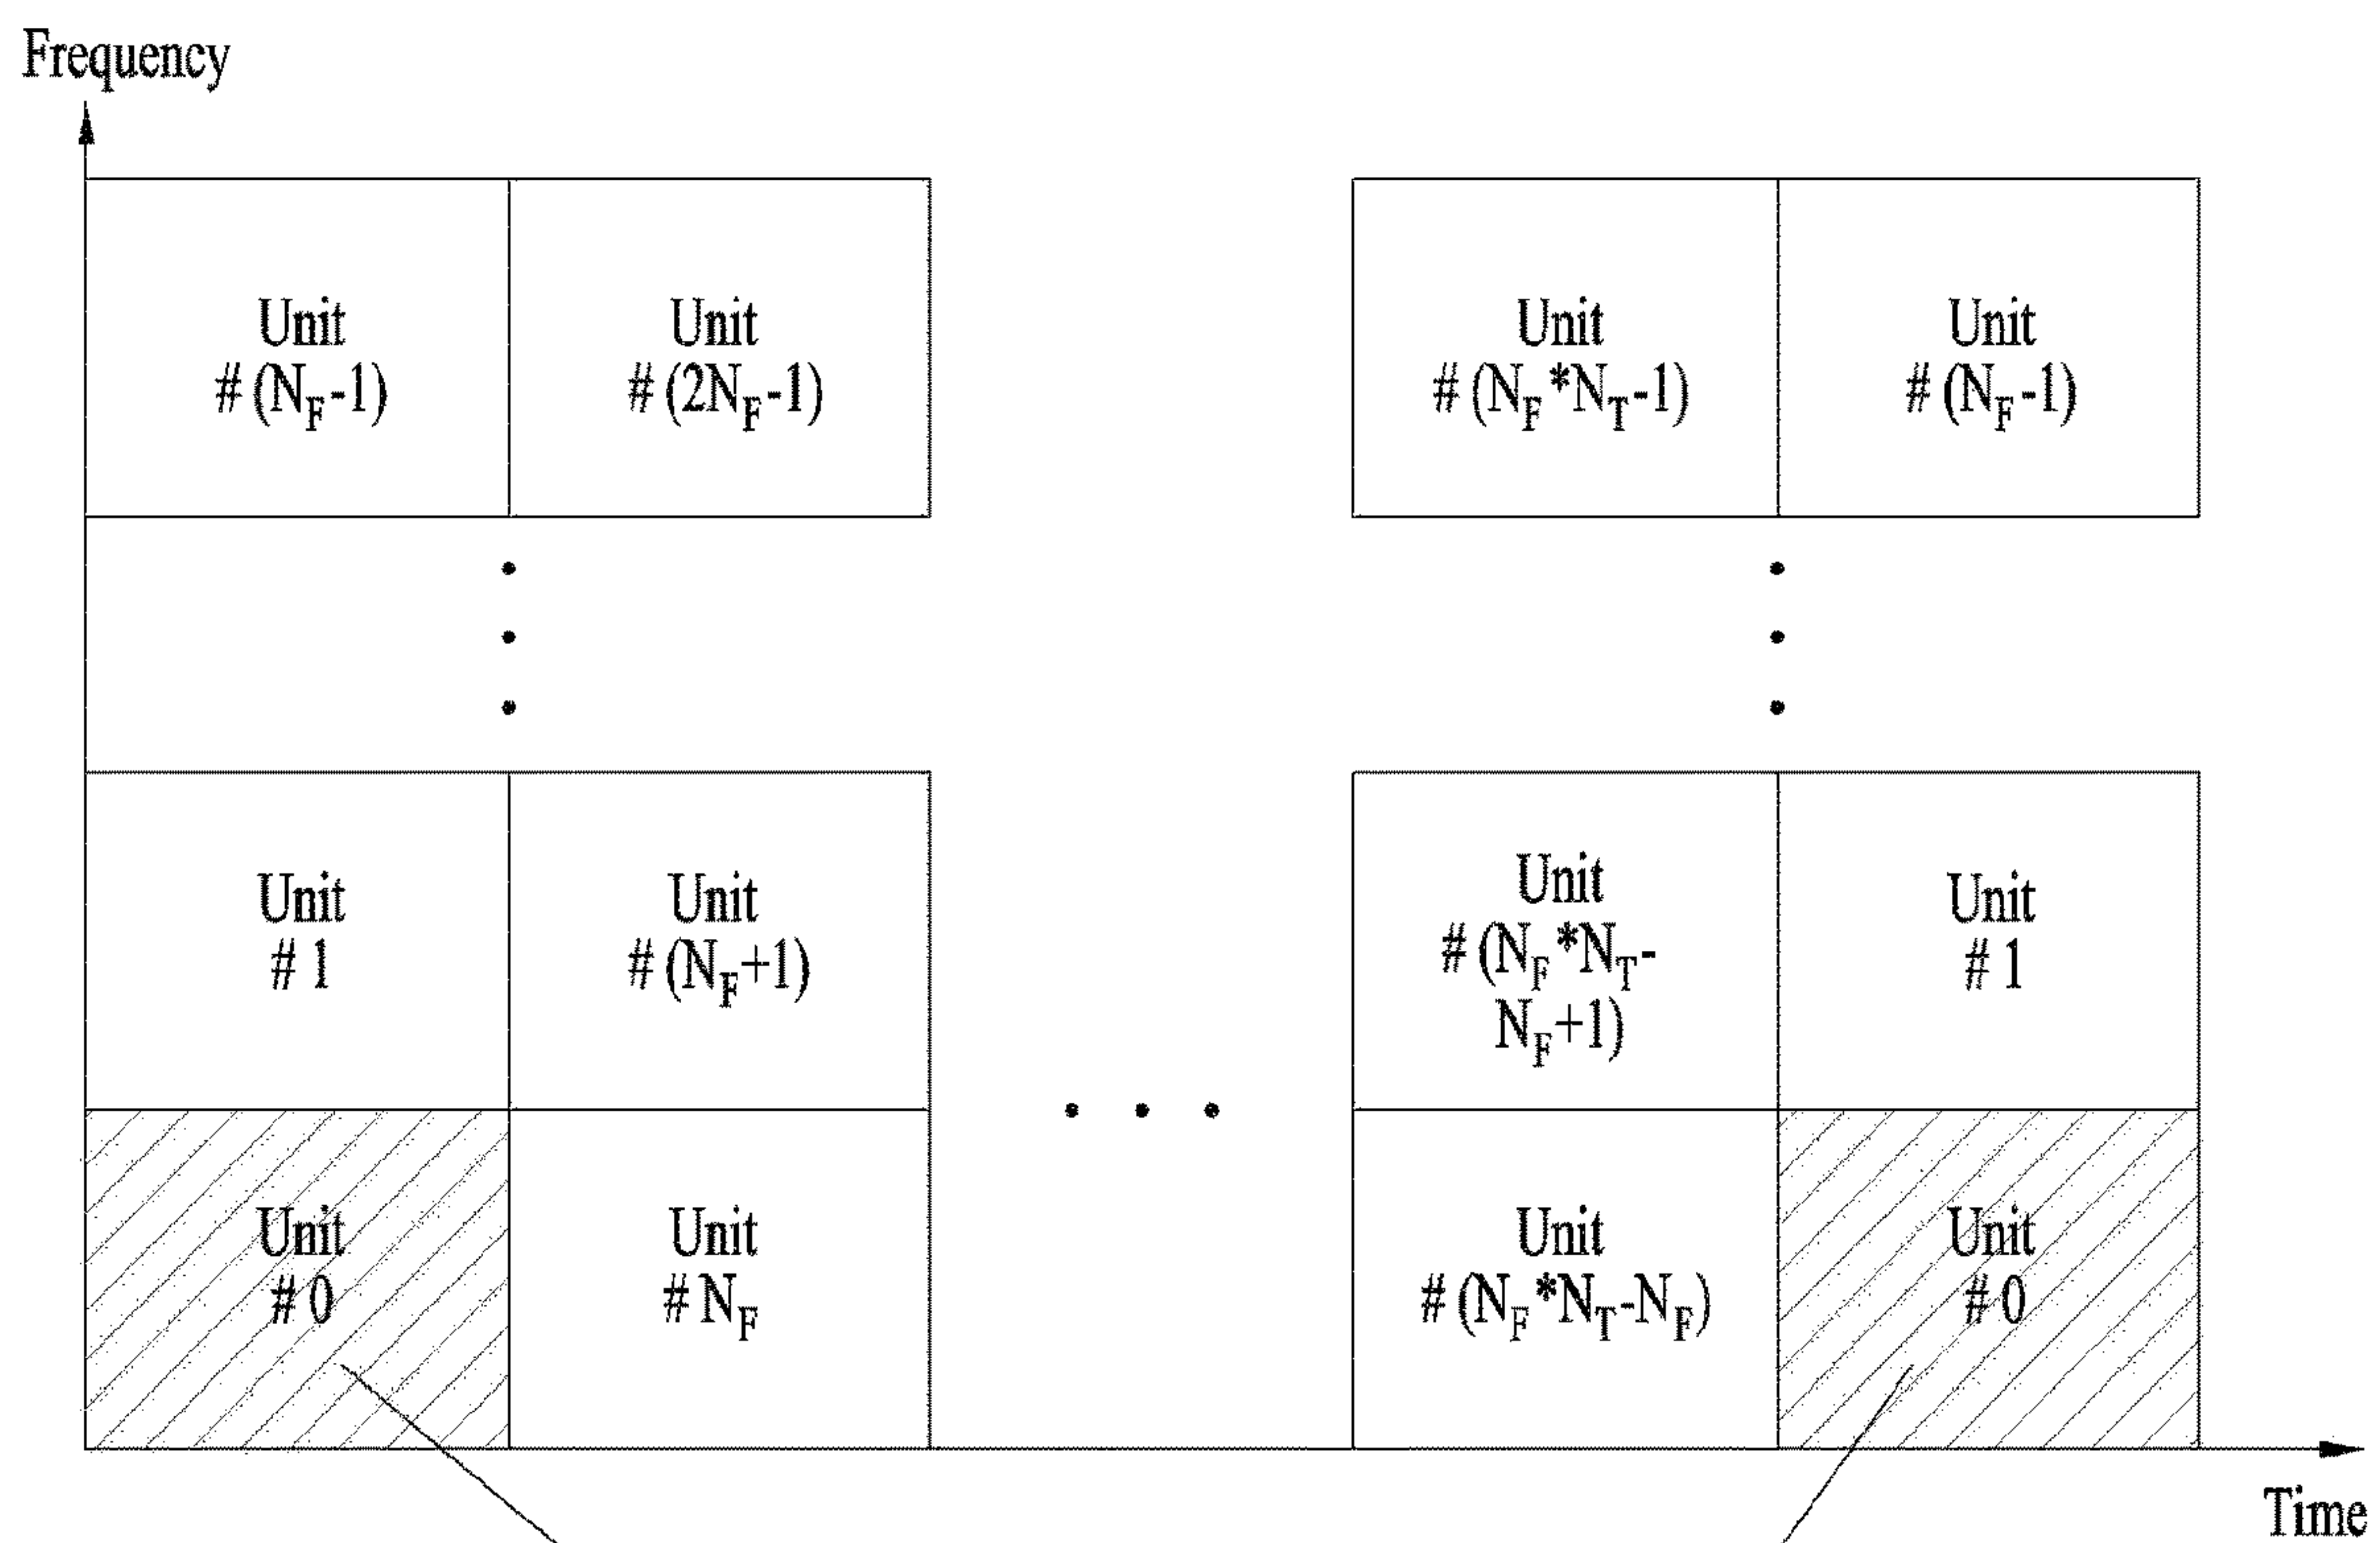 Frequency
Unit
# (N_F-1)
Unit
# (2N_F-1)
Unit
# (N_F*N_T-1)
Unit
# (N_F-1)
Unit
# 1
Unit
# (N_F+1)
Unit
# (N_F*N_T-
N_F+1)
Unit
# 1
Unit
# 0
Unit
# N_F
Unit
# (N_F*N_T-N_F)
Unit
# 0
Time